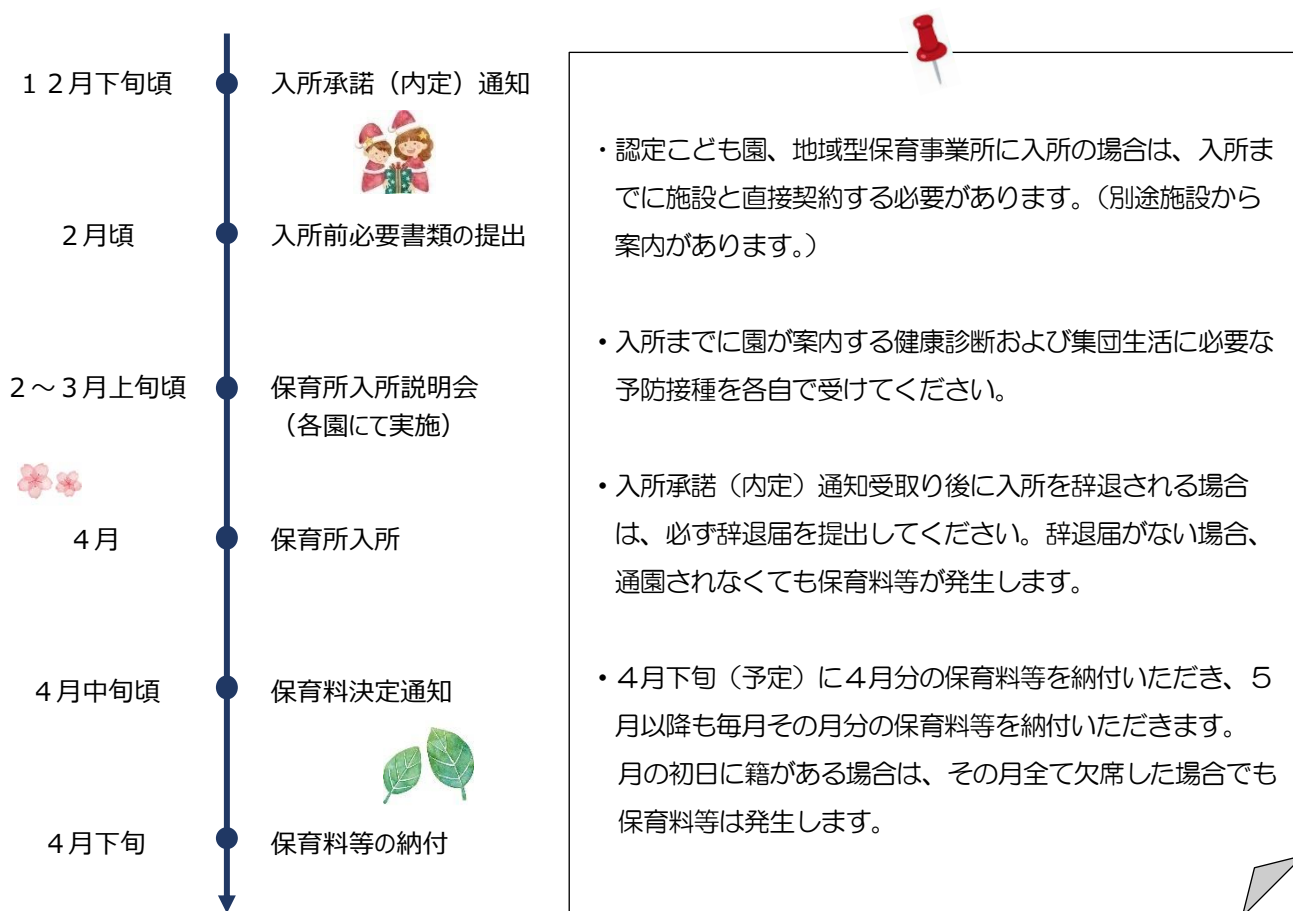 １２月下旬頃
入所承諾（内定）通知
２月頃
入所前必要書類の提出
２～３月上旬頃
保育所入所説明会
（各園にて実施）
４月
保育所入所
４月中旬頃
保育料決定通知
４月下旬
保育料等の納付
・認定こども園、地域型保育事業所に入所の場合は、入所ま
でに施設と直接契約する必要があります。（別途施設から
案内があります。）
・入所までに園が案内する健康診断および集団生活に必要な
予防接種を各自で受けてください。
・入所承諾（内定）通知受取り後に入所を辞退される場合
は、必ず辞退届を提出してください。辞退届がない場合、
通園されなくても保育料等が発生します。
・４月下旬（予定）に４月分の保育料等を納付いただき、５
月以降も毎月その月分の保育料等を納付いただきます。
月の初日に籍がある場合は、その月全て欠席した場合でも
保育料等は発生します。